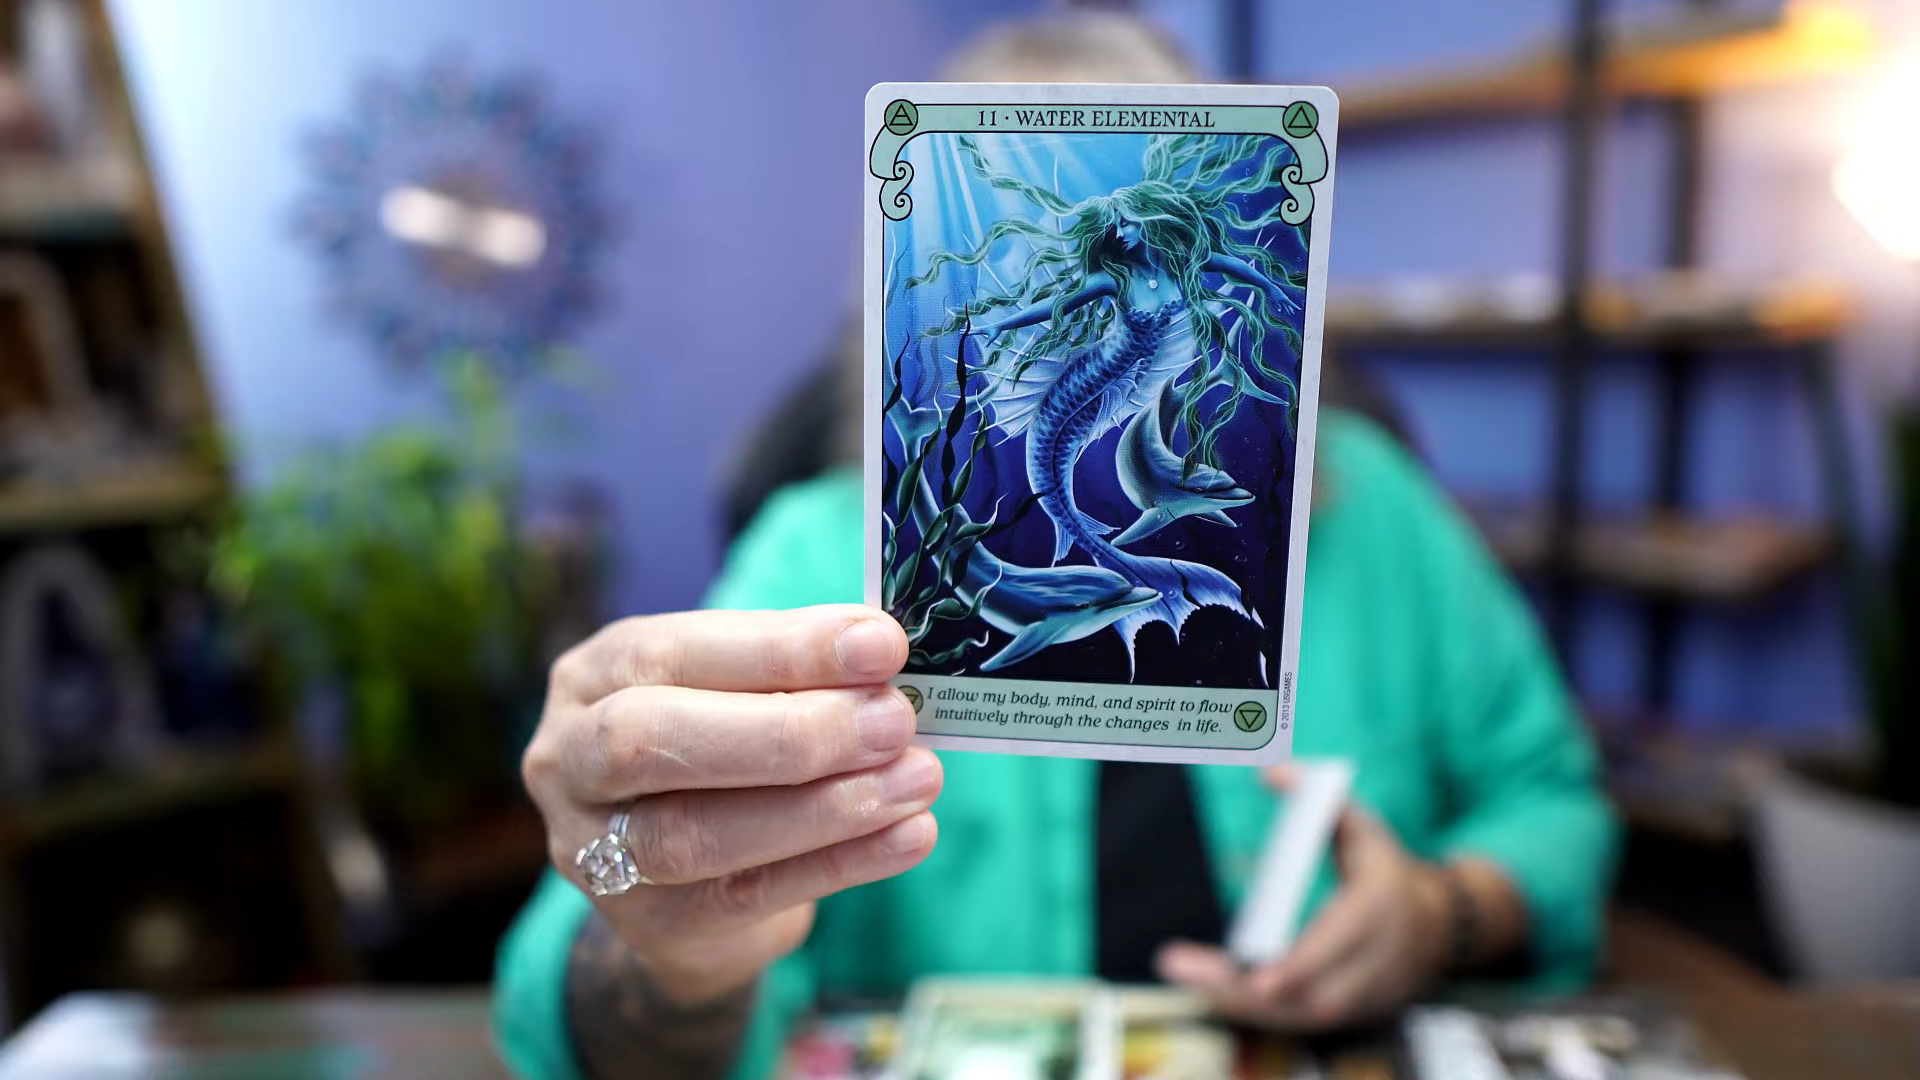 11 · WATER ELEMENTAL
I allow my body, mind, and spirit to flow
intuitively through the changes in life.
© 2013 USGAMES